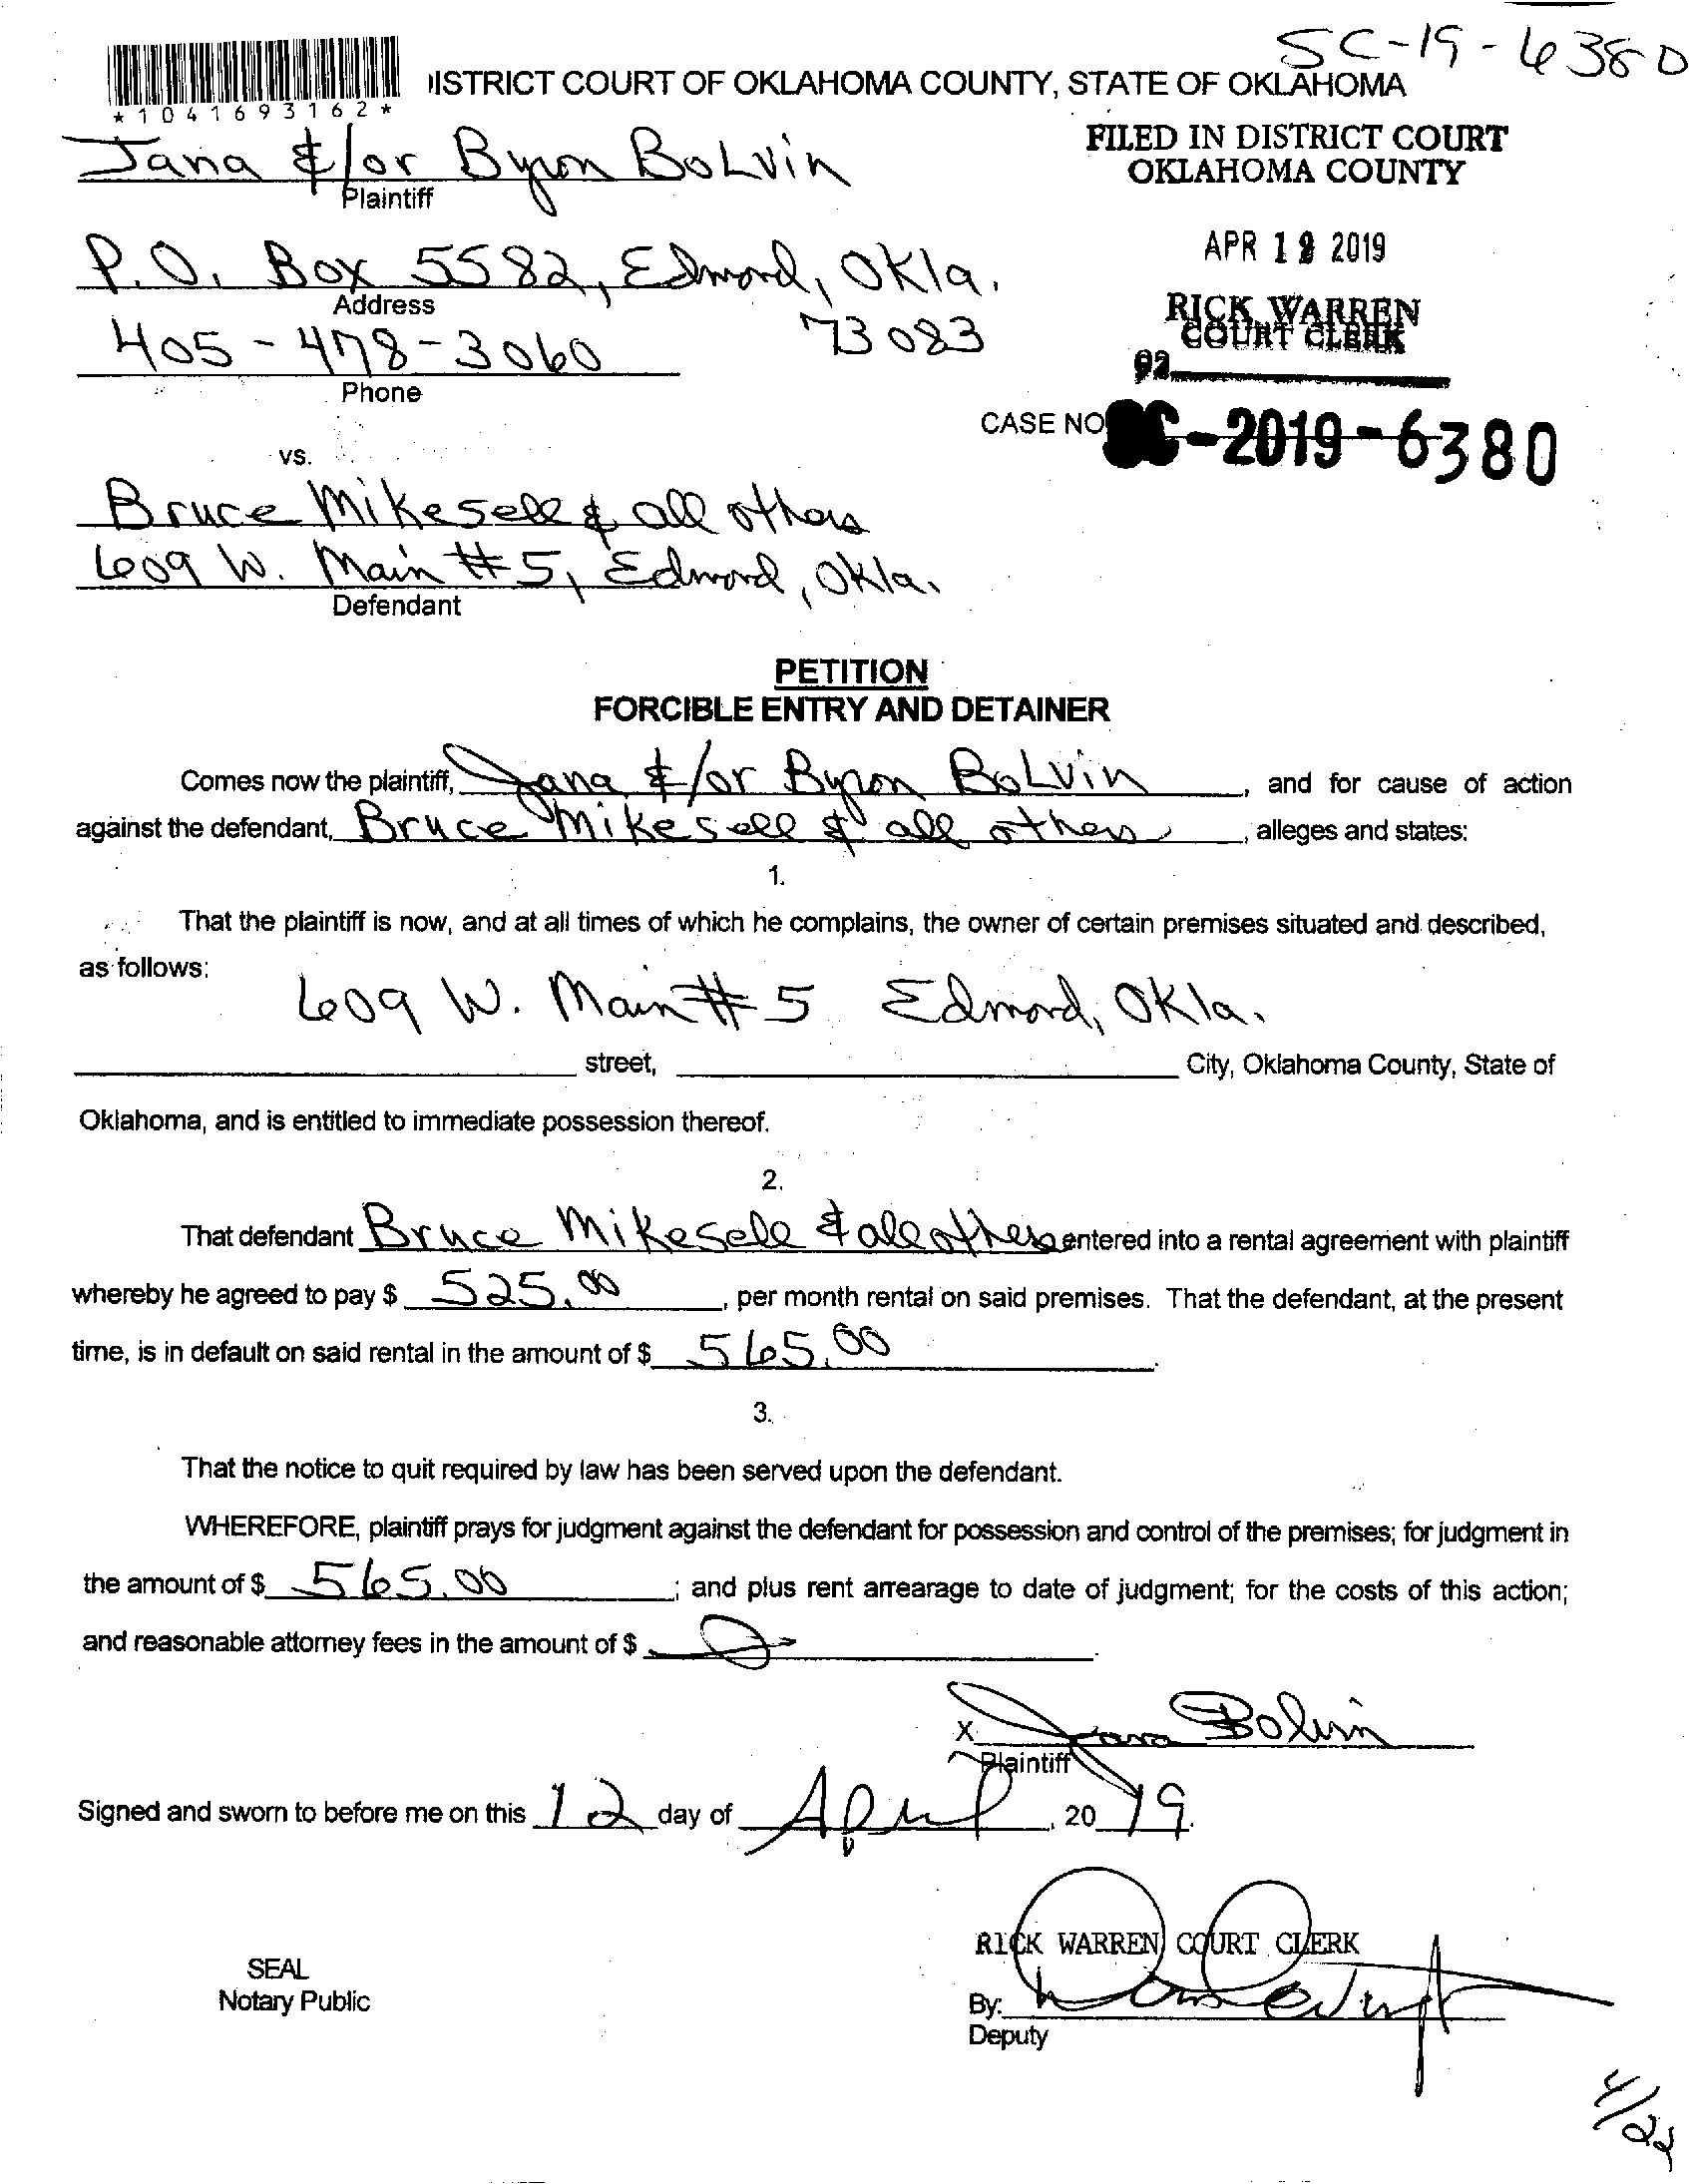 SC-19-6380
ISTRICT COURT OF OKLAHOMA COUNTY, STATE OF OKLAHOMA
*1041693162*
Jana &/or Byron BoLvin
Plaintiff
FILED IN DISTRICT COURT
OKLAHOMA COUNTY
P.O. Box 5582, Edmond, Okla.
Address
73083
APR 12 2019
405-478-3060
Phone
RICK WARREN
COURT CLERK
92
CASE NO SC-2019-6380
vs.
Bruce Mikesell & all others
609 W. Main #5, Edmond, Okla.
Defendant
PETITION
FORCIBLE ENTRY AND DETAINER
Comes now the plaintiff, Jana &/or Byron BoLvin, and for cause of action
against the defendant, Bruce Mikesell & all others, alleges and states:
1.
That the plaintiff is now, and at all times of which he complains, the owner of certain premises situated and described,
as follows:
609 W. Main #5 Edmond, Okla.
street, City, Oklahoma County, State of
Oklahoma, and is entitled to immediate possession thereof.
2.
That defendant Bruce Mikesell & all others entered into a rental agreement with plaintiff
whereby he agreed to pay $ 525.00, per month rental on said premises. That the defendant, at the present
time, is in default on said rental in the amount of $ 565.00.
3.
That the notice to quit required by law has been served upon the defendant.
WHEREFORE, plaintiff prays for judgment against the defendant for possession and control of the premises; for judgment in
the amount of $ 565.00; and plus rent arrearage to date of judgment; for the costs of this action;
and reasonable attorney fees in the amount of $ .
X Jana Bolvin
Plaintiff
Signed and sworn to before me on this 12 day of April, 2019.
RICK WARREN COURT CLERK
SEAL
Notary Public
By:
Deputy
4/22